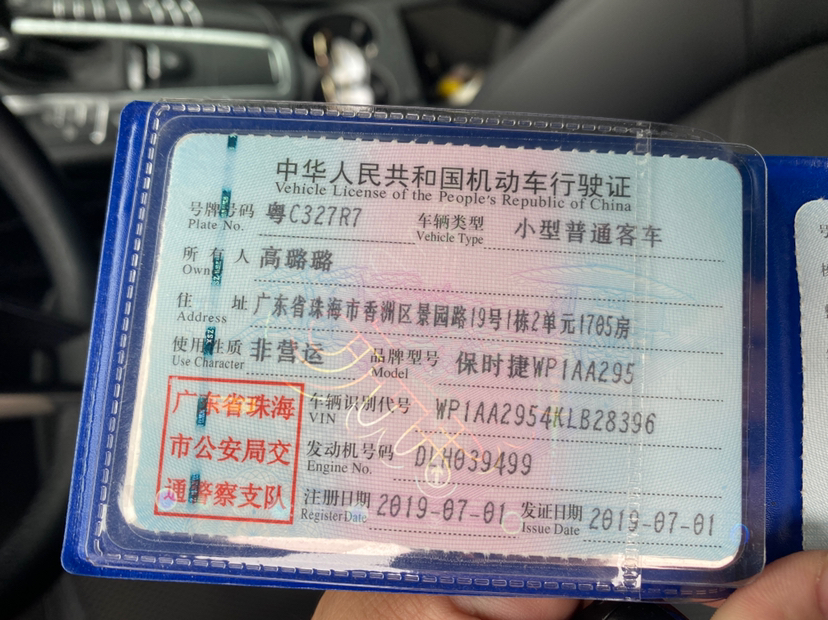 中华人民共和国机动车行驶证
Vehicle License of the People's Republic of China
号牌号码 粤C327R7 车辆类型 小型普通客车
Plate No. Vehicle Type
所有人 高璐璐
Owner
住址 广东省珠海市香洲区景园路19号1栋2单元1705房
Address
使用性质 非营运 品牌型号 保时捷WP1AA295
Use Character Model
广东省珠海
市公安局交
通警察支队
车辆识别代号 WP1AA2954KLB28396
VIN
发动机号码 DLH039499
Engine No.
注册日期 2019-07-01 发证日期 2019-07-01
Register Date Issue Date
号